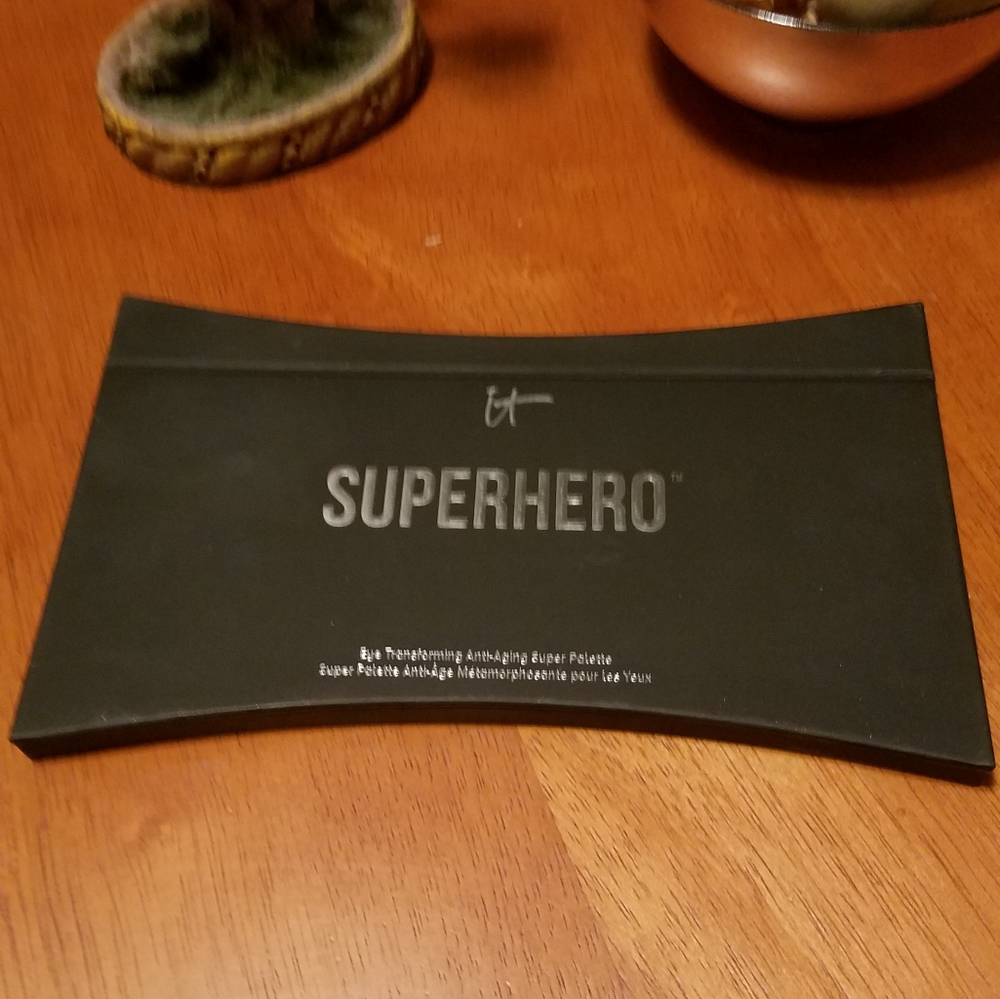 it
SUPERHERO™
Eye Transforming Anti-Aging Super Palette
Super Palette Anti-Âge Métamorphosante pour les Yeux